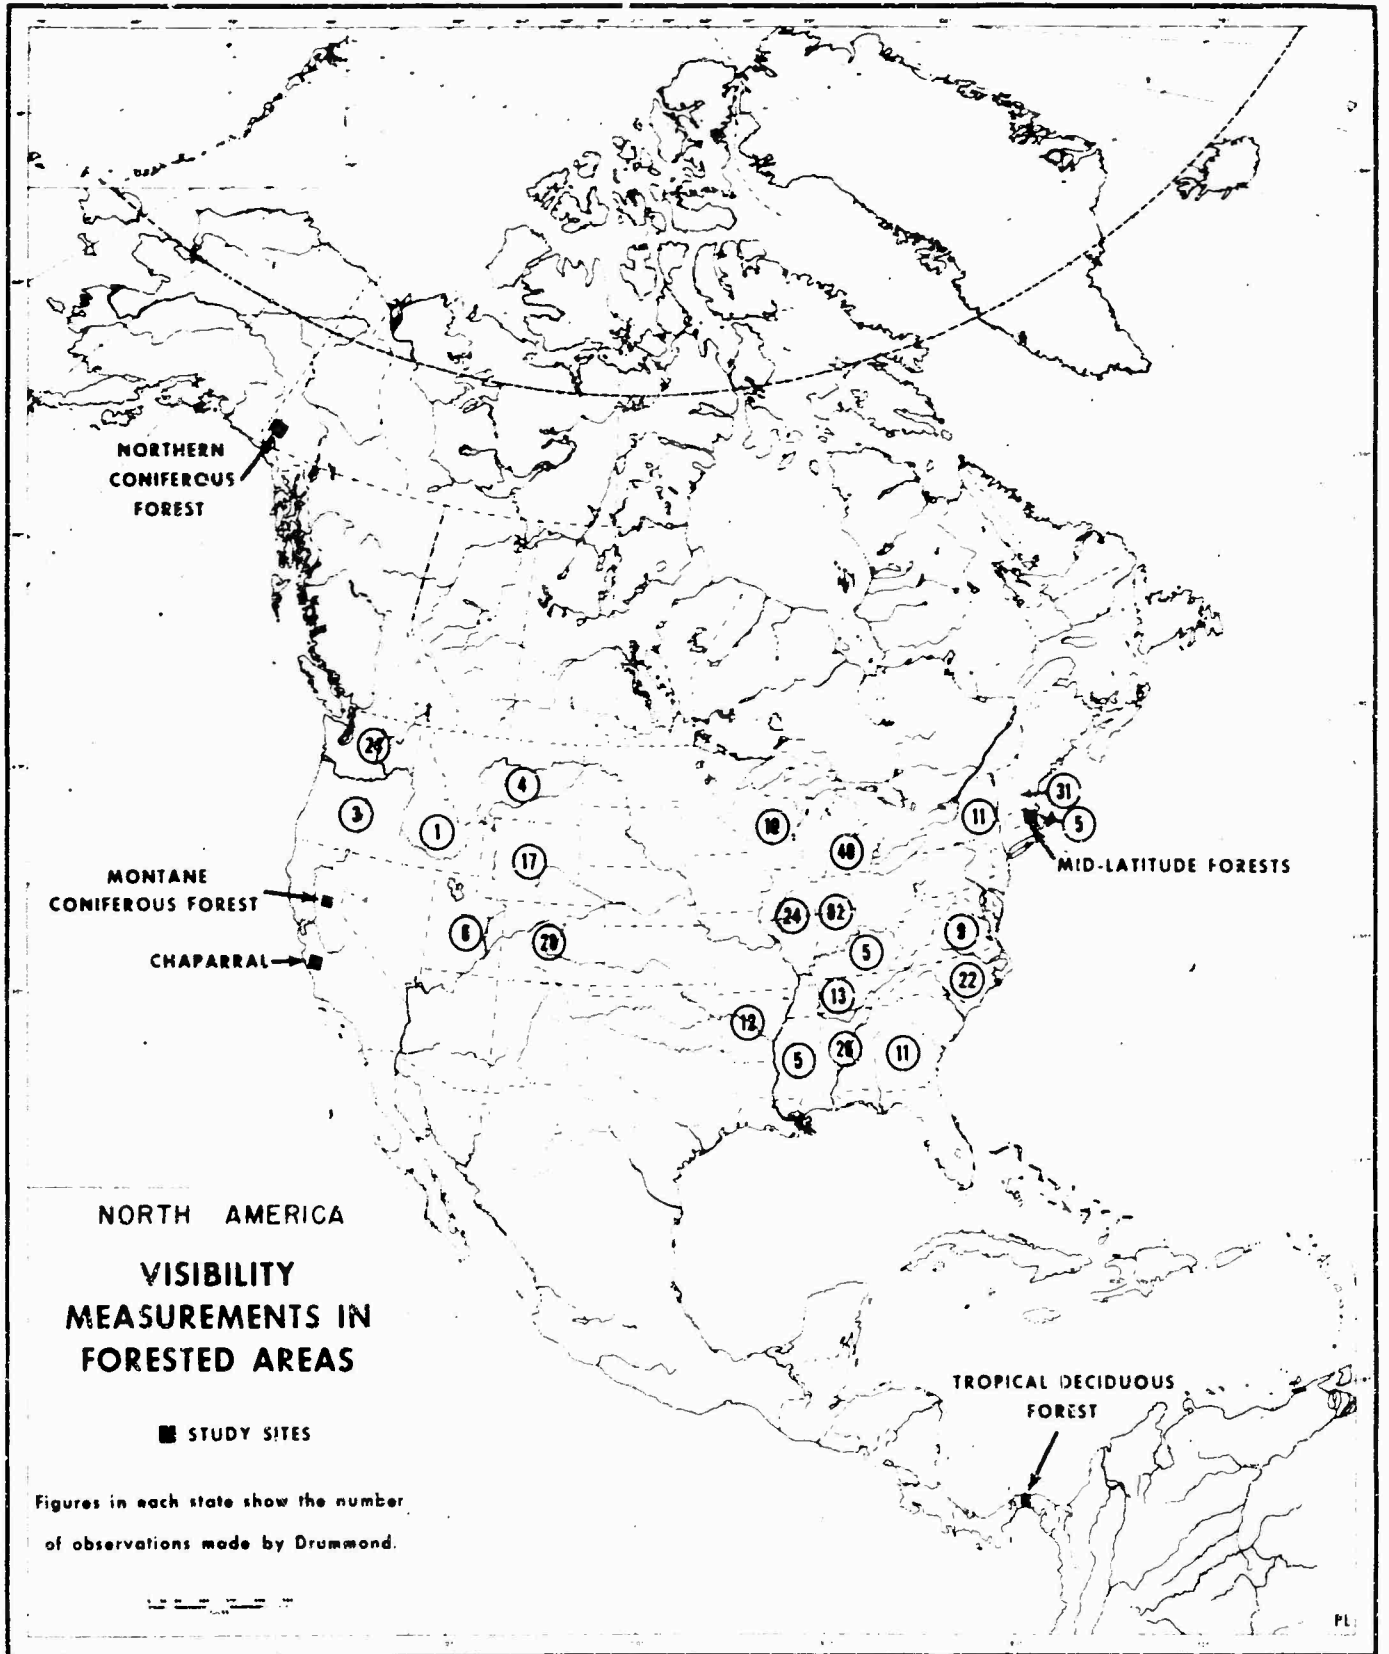 NORTHERN
CONIFEROUS
FOREST
4
31
3
11
5
1
17
MID-LATITUDE FORESTS
MONTANE
CONIFEROUS FOREST
24
9
6
5
CHAPARRAL
22
13
12
5
11
NORTH AMERICA
VISIBILITY
MEASUREMENTS IN
FORESTED AREAS
STUDY SITES
Figures in each state show the number
of observations made by Drummond.
TROPICAL DECIDUOUS
FOREST
PL